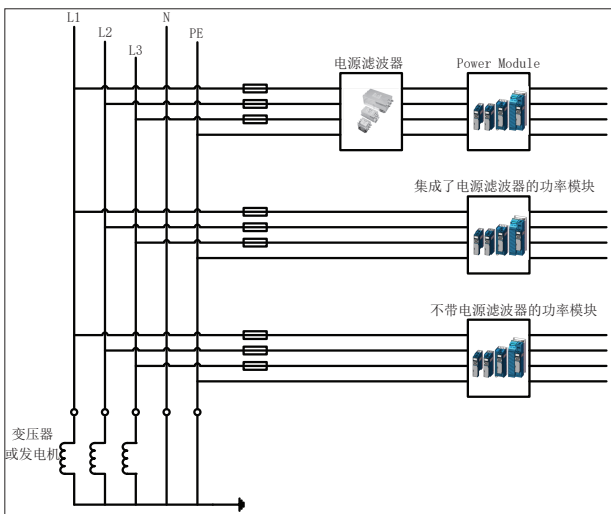 L1
L2
L3
N
PE
电源滤波器
Power Module
集成了电源滤波器的功率模块
不带电源滤波器的功率模块
变压器
或发电机